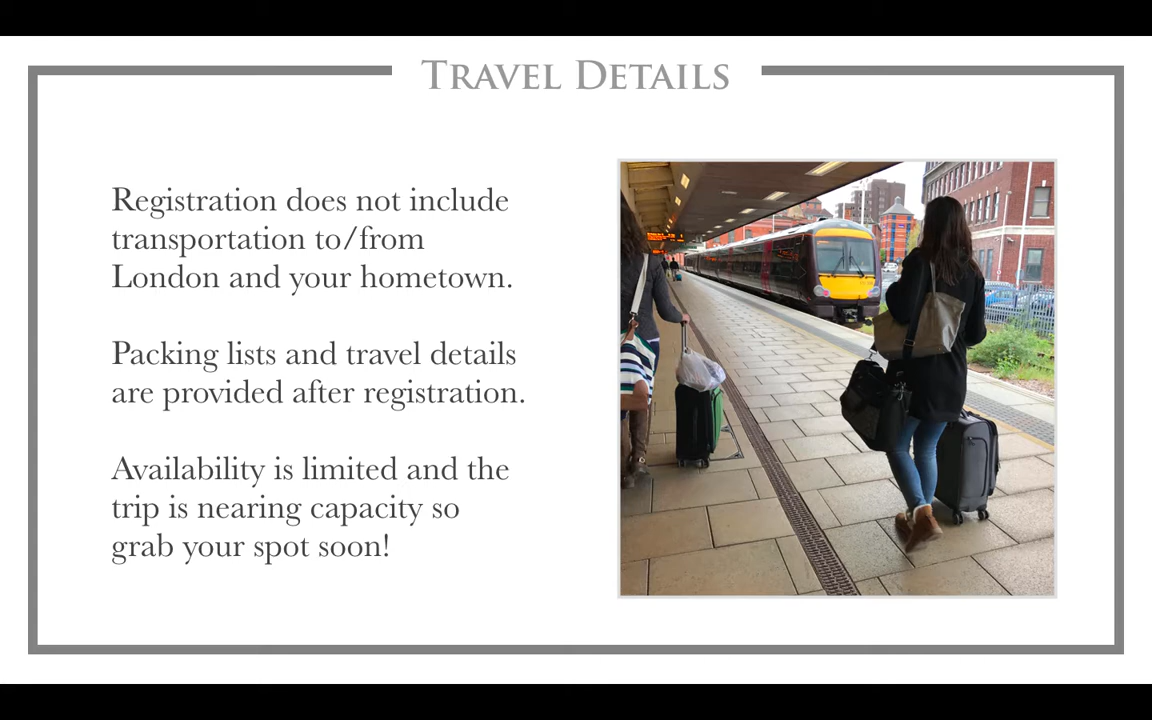 Travel Details
Registration does not include
transportation to/from
London and your hometown.
Packing lists and travel details
are provided after registration.
Availability is limited and the
trip is nearing capacity so
grab your spot soon!